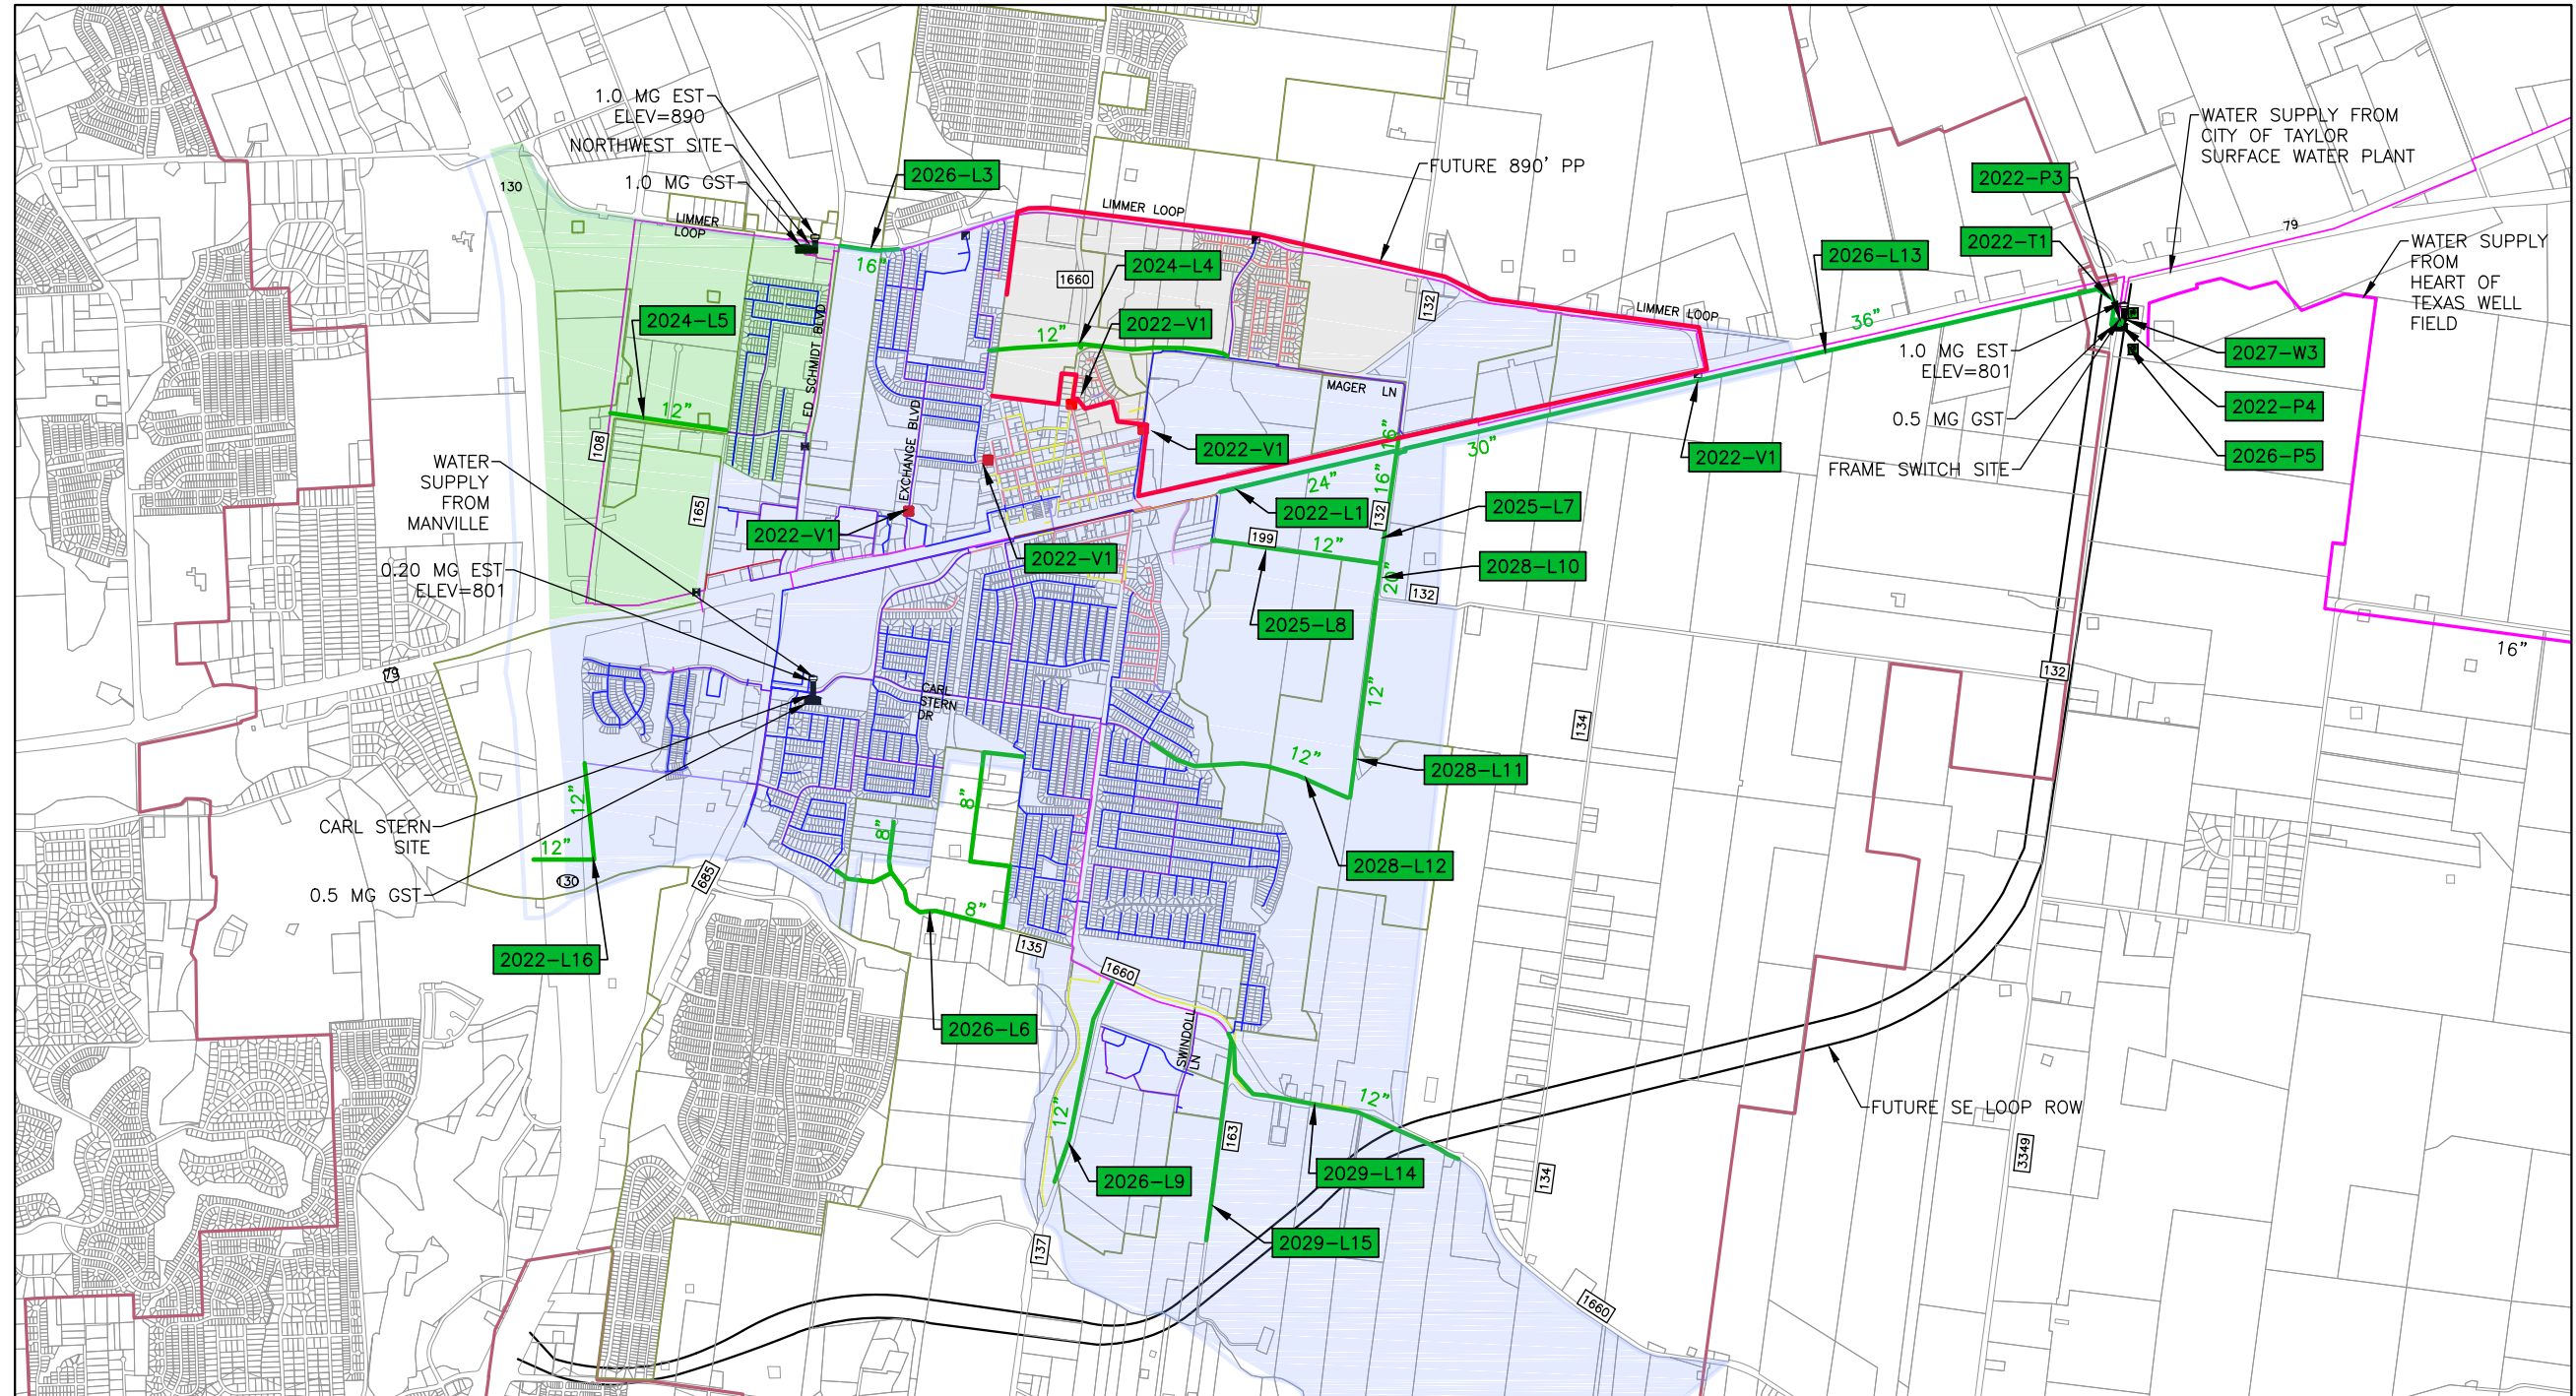 1.0 MG EST
ELEV=890
NORTHWEST SITE
1.0 MG GST
130
LIMMER
LOOP
2026-L3
16"
LIMMER LOOP
FUTURE 890' PP
1660
2024-L4
12"
2022-V1
132
LIMMER LOOP
2026-L13
36"
2022-P3
2022-T1
WATER SUPPLY FROM
CITY OF TAYLOR
SURFACE WATER PLANT
79
WATER SUPPLY
FROM
HEART OF
TEXAS WELL
FIELD
1.0 MG EST
ELEV=801
2027-W3
2022-P4
0.5 MG GST
2026-P5
FRAME SWITCH SITE
2024-L5
12"
ED SCHMIDT BLVD
EXCHANGE BLVD
108
165
MAGER LN
16"
30"
2022-V1
2022-V1
24"
16"
2022-L1
132
2025-L7
2022-V1
2022-V1
199
12"
2028-L10
20"
132
2025-L8
WATER
SUPPLY
FROM
MANVILLE
0.20 MG EST
ELEV=801
79
CARL
STERN
DR
12"
134
132
16"
12"
2028-L11
2028-L12
CARL STERN
SITE
0.5 MG GST
12"
12"
130
685
8"
8"
8"
2022-L16
135
2026-L6
1660
SWINDOLL
LN
12"
2026-L9
163
12"
2029-L14
2029-L15
137
134
3349
FUTURE SE LOOP ROW
1660